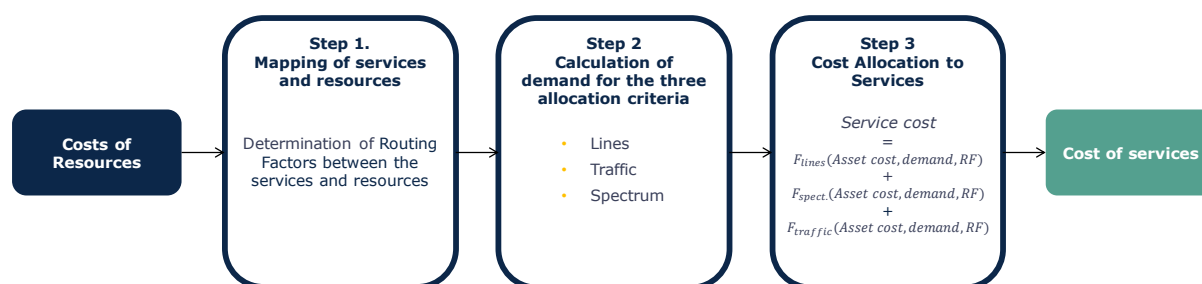 Costs of
Resources
Step 1.
Mapping of services
and resources
Determination of Routing
Factors between the
services and resources
Step 2
Calculation of
demand for the three
allocation criteria
• Lines
• Traffic
• Spectrum
Step 3
Cost Allocation to
Services
Service cost
=
F_lines(Asset cost, demand, RF)
+
F_spect.(Asset cost, demand, RF)
+
F_traffic(Asset cost, demand, RF)
Cost of services